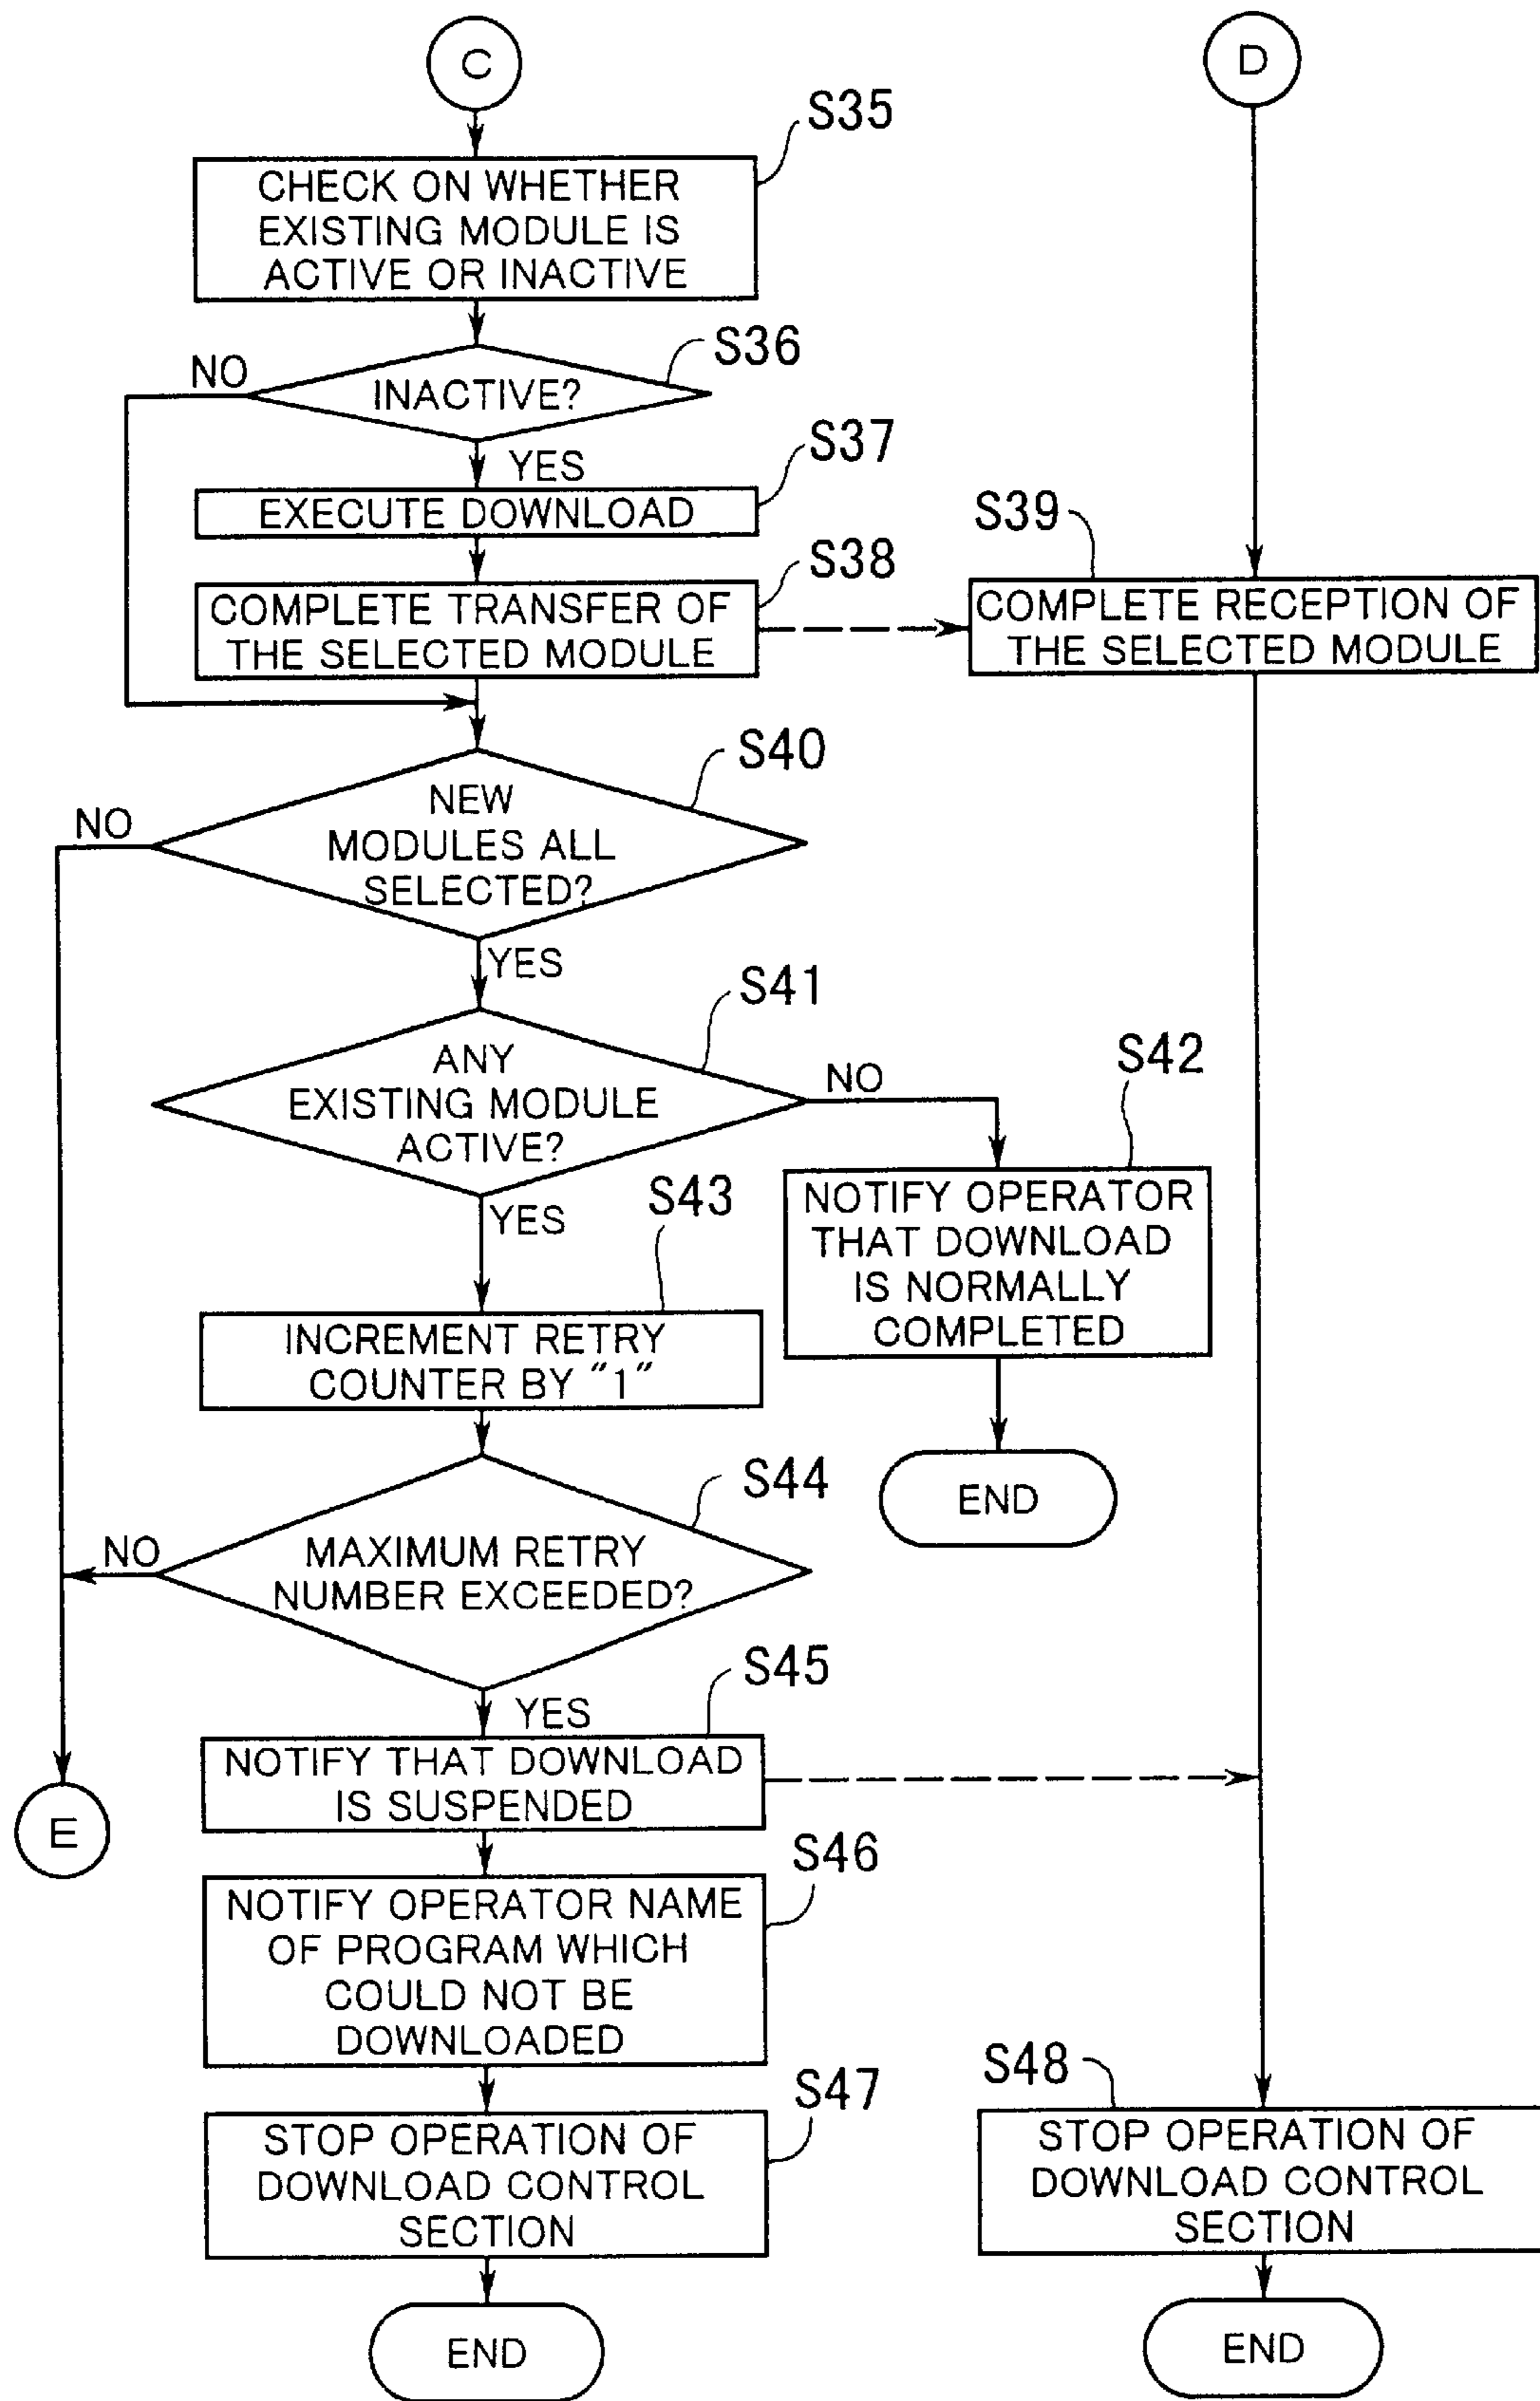 C
D
S35
CHECK ON WHETHER
EXISTING MODULE IS
ACTIVE OR INACTIVE
S36
NO
INACTIVE?
YES
S37
EXECUTE DOWNLOAD
S38
COMPLETE TRANSFER OF
THE SELECTED MODULE
S39
COMPLETE RECEPTION OF
THE SELECTED MODULE
S40
NO
NEW
MODULES ALL
SELECTED?
YES
S41
ANY
EXISTING MODULE
ACTIVE?
NO
YES
S42
NOTIFY OPERATOR
THAT DOWNLOAD
IS NORMALLY
COMPLETED
END
S43
INCREMENT RETRY
COUNTER BY "1"
S44
NO
MAXIMUM RETRY
NUMBER EXCEEDED?
YES
E
S45
NOTIFY THAT DOWNLOAD
IS SUSPENDED
S46
NOTIFY OPERATOR NAME
OF PROGRAM WHICH
COULD NOT BE
DOWNLOADED
S47
STOP OPERATION OF
DOWNLOAD CONTROL
SECTION
END
S48
STOP OPERATION OF
DOWNLOAD CONTROL
SECTION
END